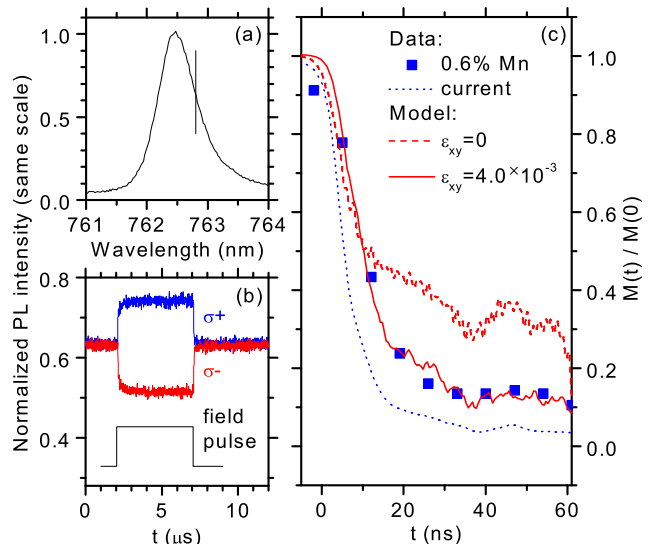 (a)
1.0
0.5
0.0
761 762 763 764
Wavelength (nm)
Normalized PL intensity (same scale)
(b)
0.8
0.6
0.4
σ+
σ-
field
pulse
0 5 10
t (μs)
(c)
Data:
0.6% Mn
current
Model:
εxy=0
εxy=4.0×10-3
1.0
0.8
0.6
0.4
0.2
0.0
M(t) / M(0)
0 20 40 60
t (ns)